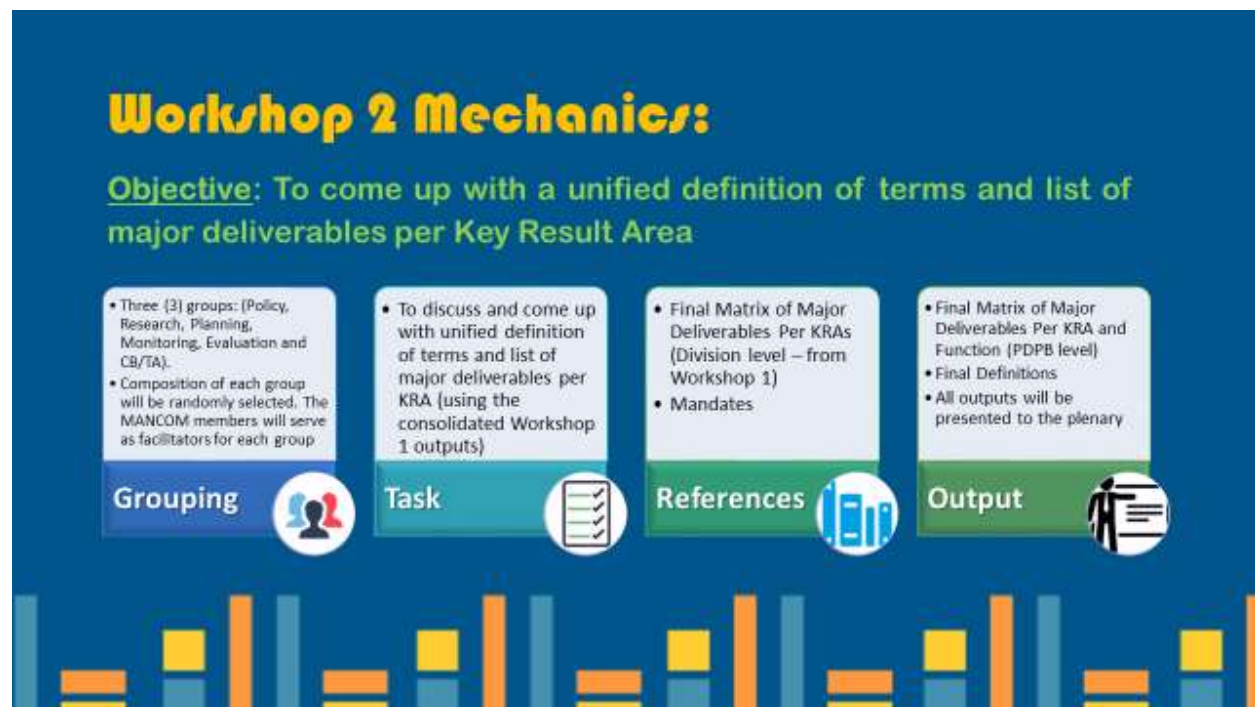 Workshop 2 Mechanics:
Objective: To come up with a unified definition of terms and list of
major deliverables per Key Result Area
• Three (3) groups: (Policy,
Research, Planning,
Monitoring, Evaluation and
CB/TA).
• Composition of each group
will be randomly selected. The
MANCOM members will serve
as facilitators for each group
Grouping
• To discuss and come up
with unified definition
of terms and list of
major deliverables per
KRA (using the
consolidated Workshop
1 outputs)
Task
• Final Matrix of Major
Deliverables Per KRAs
(Division level – from
Workshop 1)
• Mandates
References
• Final Matrix of Major
Deliverables Per KRA and
Function (PDPB level)
• Final Definitions
• All outputs will be
presented to the plenary
Output